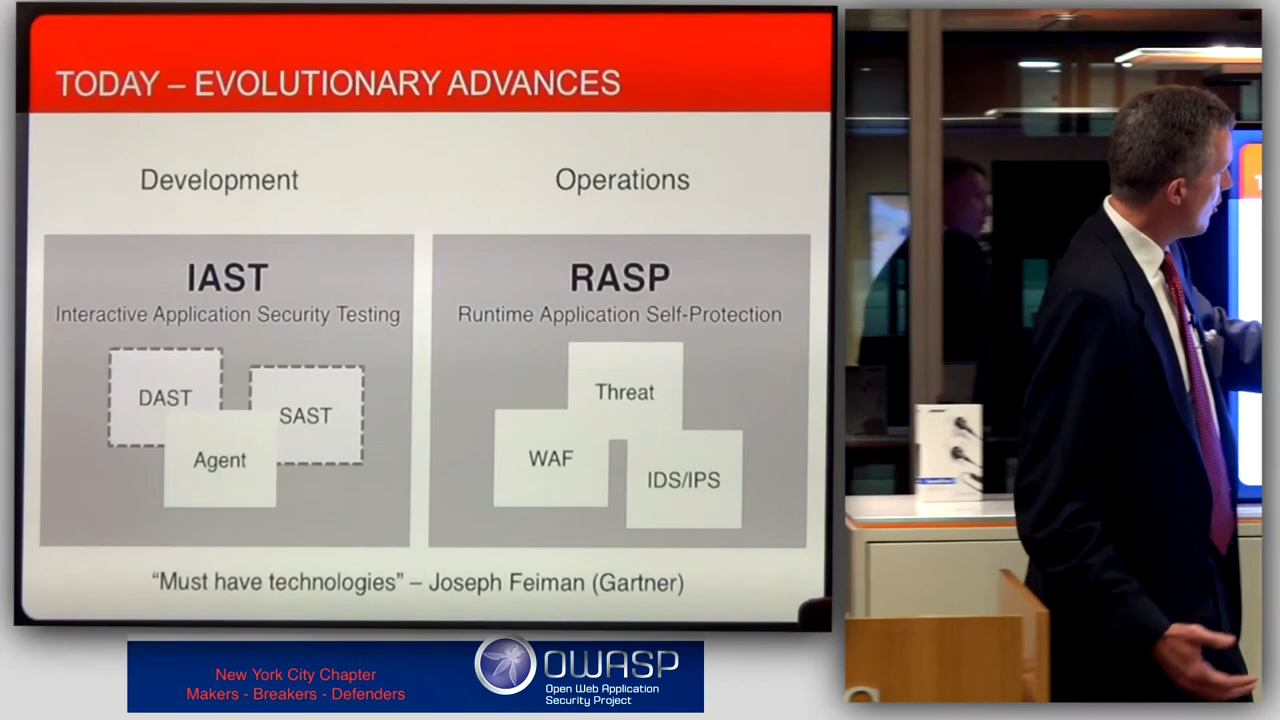 TODAY – EVOLUTIONARY ADVANCES
Development
Operations
IAST
Interactive Application Security Testing
DAST
SAST
Agent
RASP
Runtime Application Self-Protection
Threat
WAF
IDS/IPS
“Must have technologies” – Joseph Feiman (Gartner)
New York City Chapter
Makers - Breakers - Defenders
OWASP
Open Web Application
Security Project